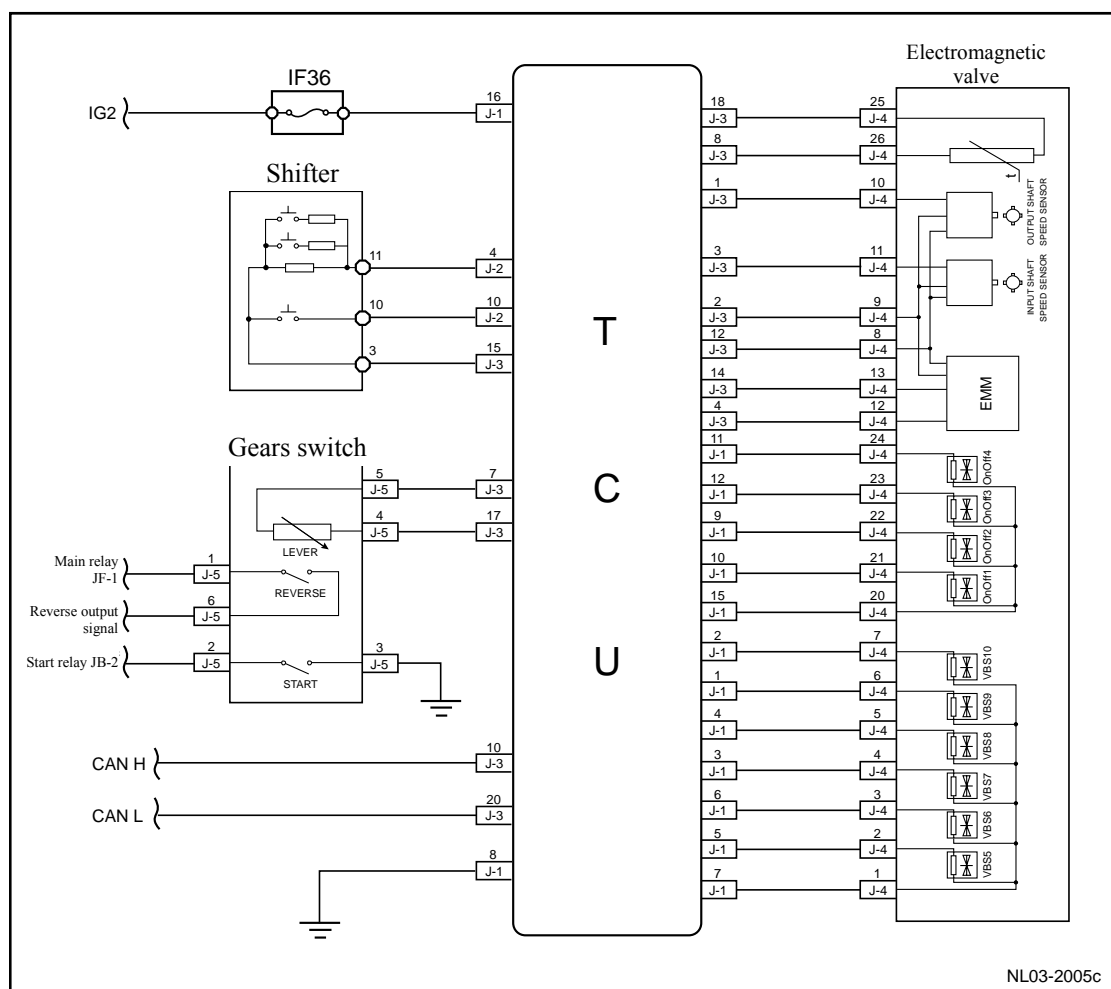 Electromagnetic
valve
IF36
IG2
16
J-1
Shifter
11
4
J-2
10
10
J-2
3
15
J-3
Gears switch
5
J-5
7
J-3
4
J-5
17
J-3
LEVER
Main relay
JF-1
1
J-5
REVERSE
Reverse output
signal
6
J-5
Start relay JB-2
2
J-5
3
J-5
START
CAN H
10
J-3
CAN L
20
J-3
8
J-1
T
C
U
18
J-3
25
J-4
8
J-3
26
J-4
t
1
J-3
10
J-4
OUTPUT SHAFT
SPEED SENSOR
3
J-3
11
J-4
INPUT SHAFT
SPEED SENSOR
2
J-3
9
J-4
12
J-3
8
J-4
14
J-3
13
J-4
EMM
4
J-3
12
J-4
11
J-1
24
J-4
OnOff4
12
J-1
23
J-4
OnOff3
9
J-1
22
J-4
OnOff2
10
J-1
21
J-4
OnOff1
15
J-1
20
J-4
2
J-1
7
J-4
VBS10
1
J-1
6
J-4
VBS9
4
J-1
5
J-4
VBS8
3
J-1
4
J-4
VBS7
6
J-1
3
J-4
VBS6
5
J-1
2
J-4
VBS5
7
J-1
1
J-4
NL03-2005c